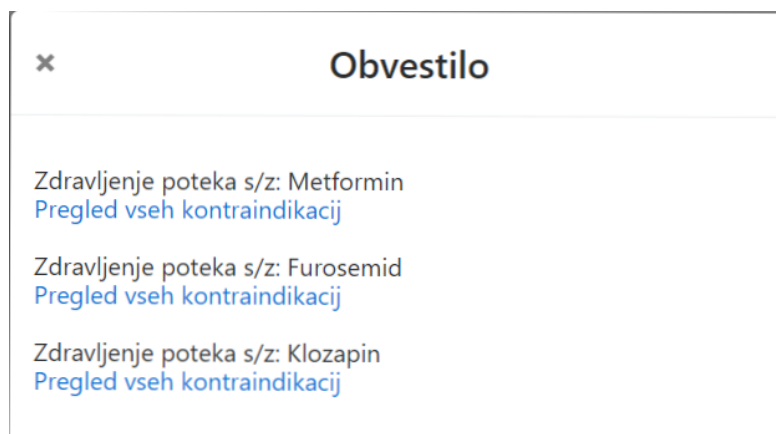 ×
Obvestilo
Zdravljenje poteka s/z: Metformin
Pregled vseh kontraindikacij
Zdravljenje poteka s/z: Furosemid
Pregled vseh kontraindikacij
Zdravljenje poteka s/z: Klozapin
Pregled vseh kontraindikacij